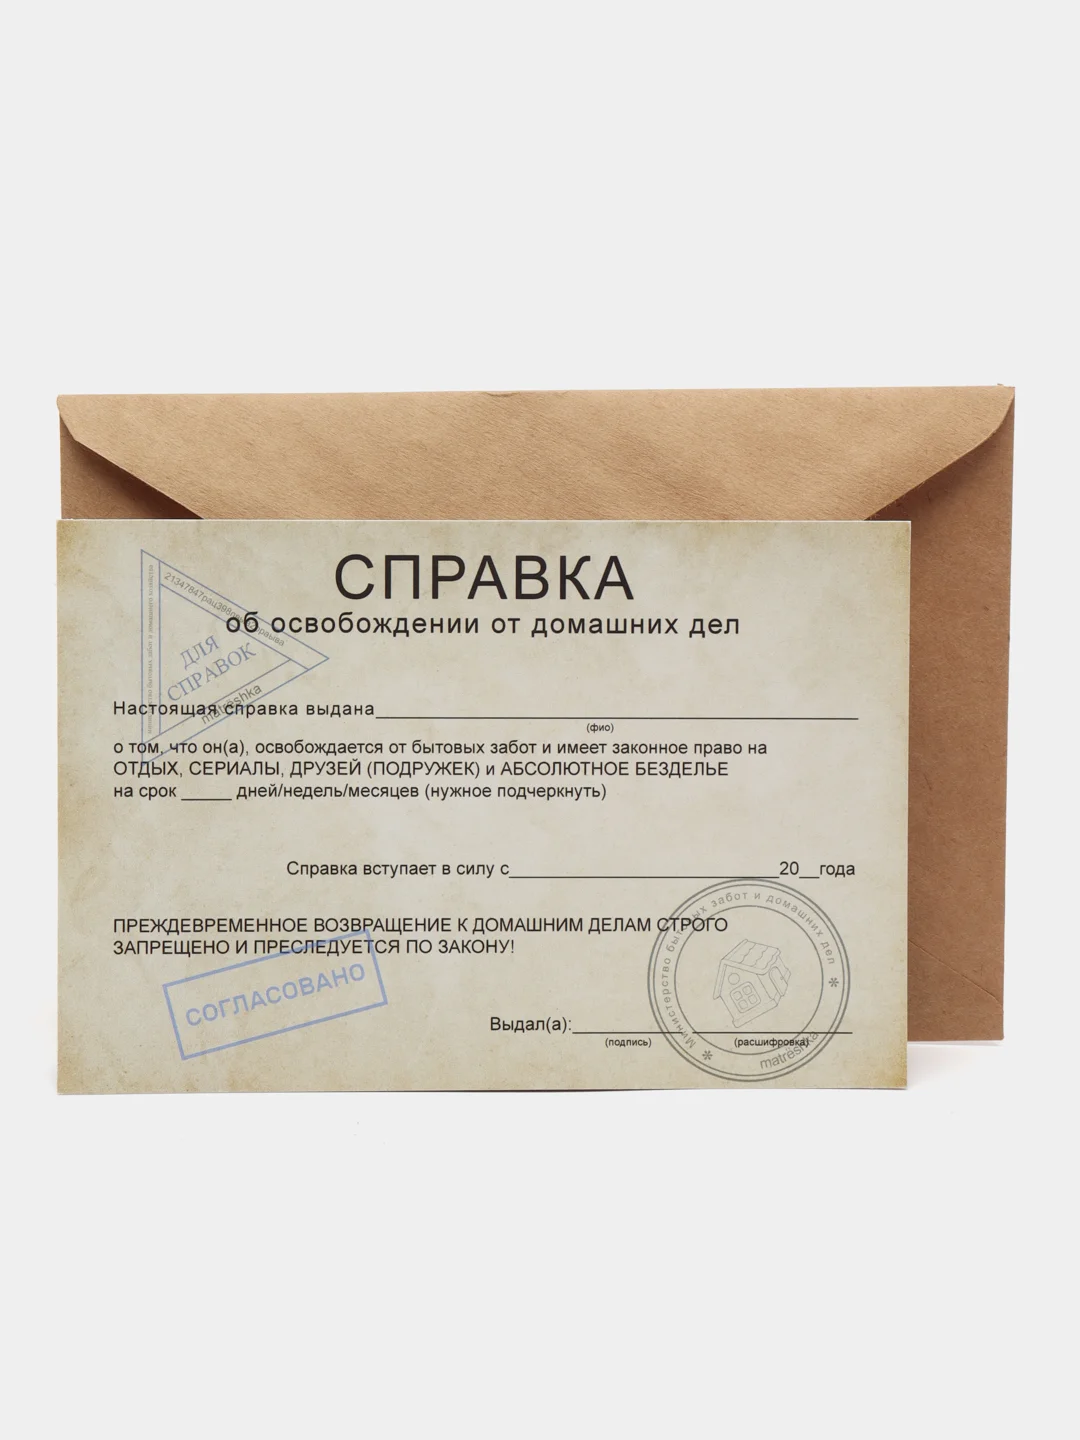 СПРАВКА
об освобождении от домашних дел
ДЛЯ
СПРАВОК
matreshka
Настоящая справка выдана____________
(фио)
о том, что он(а), освобождается от бытовых забот и имеет законное право на
ОТДЫХ, СЕРИАЛЫ, ДРУЗЕЙ (ПОДРУЖЕК) и АБСОЛЮТНОЕ БЕЗДЕЛЬЕ
на срок _____ дней/недель/месяцев (нужное подчеркнуть)
Справка вступает в силу с____________20__года
ПРЕЖДЕВРЕМЕННОЕ ВОЗВРАЩЕНИЕ К ДОМАШНИМ ДЕЛАМ СТРОГО
ЗАПРЕЩЕНО И ПРЕСЛЕДУЕТСЯ ПО ЗАКОНУ!
СОГЛАСОВАНО
Выдал(а):____________
(подпись) (расшифровка)
Министерство бытовых забот и домашних дел
matreshka